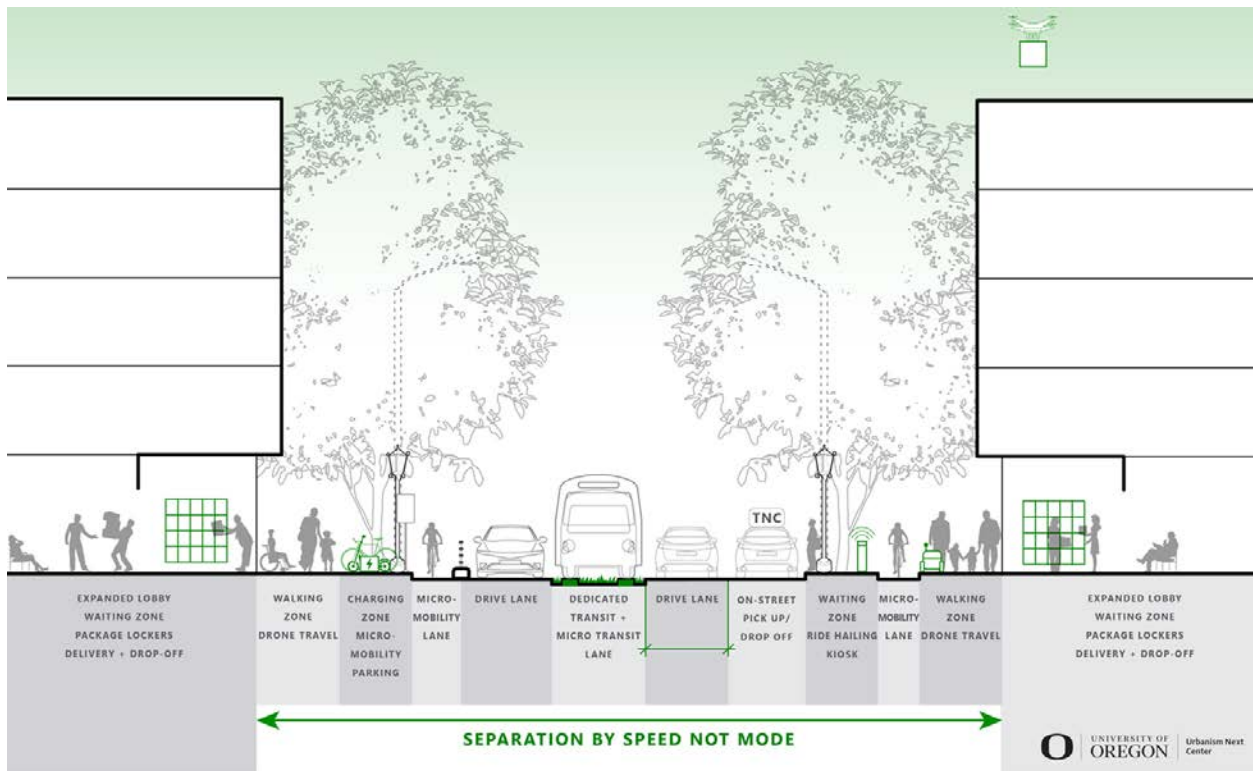 TNC
EXPANDED LOBBY
WAITING ZONE
PACKAGE LOCKERS
DELIVERY + DROP-OFF
WALKING
ZONE
DRONE TRAVEL
CHARGING
ZONE
MICRO-
MOBILITY
PARKING
MICRO-
MOBILITY
LANE
DRIVE LANE
DEDICATED
TRANSIT +
MICRO TRANSIT
LANE
DRIVE LANE
ON-STREET
PICK UP/
DROP OFF
WAITING
ZONE
RIDE HAILING
KIOSK
MICRO-
MOBILITY
LANE
WALKING
ZONE
DRONE TRAVEL
EXPANDED LOBBY
WAITING ZONE
PACKAGE LOCKERS
DELIVERY + DROP-OFF
SEPARATION BY SPEED NOT MODE
O
UNIVERSITY OF
OREGON
Urbanism Next
Center